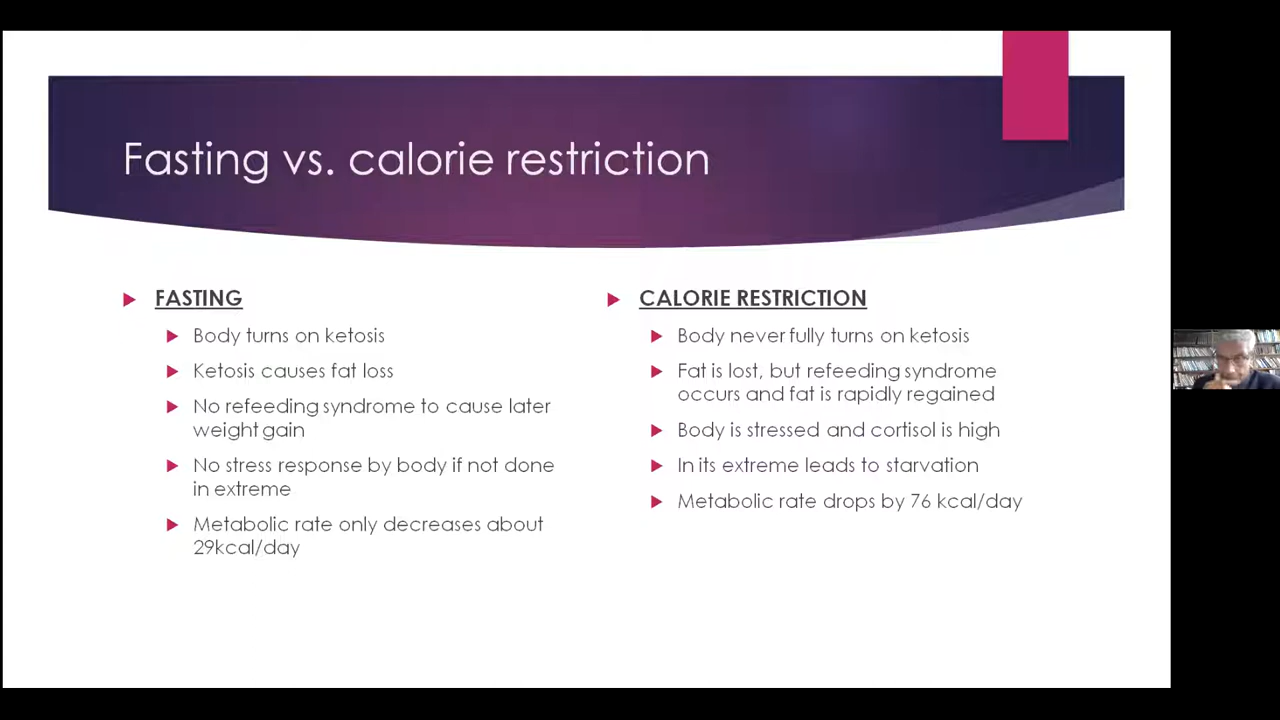 Fasting vs. calorie restriction
FASTING
Body turns on ketosis
Ketosis causes fat loss
No refeeding syndrome to cause later
weight gain
No stress response by body if not done
in extreme
Metabolic rate only decreases about
29kcal/day
CALORIE RESTRICTION
Body never fully turns on ketosis
Fat is lost, but refeeding syndrome
occurs and fat is rapidly regained
Body is stressed and cortisol is high
In its extreme leads to starvation
Metabolic rate drops by 76 kcal/day